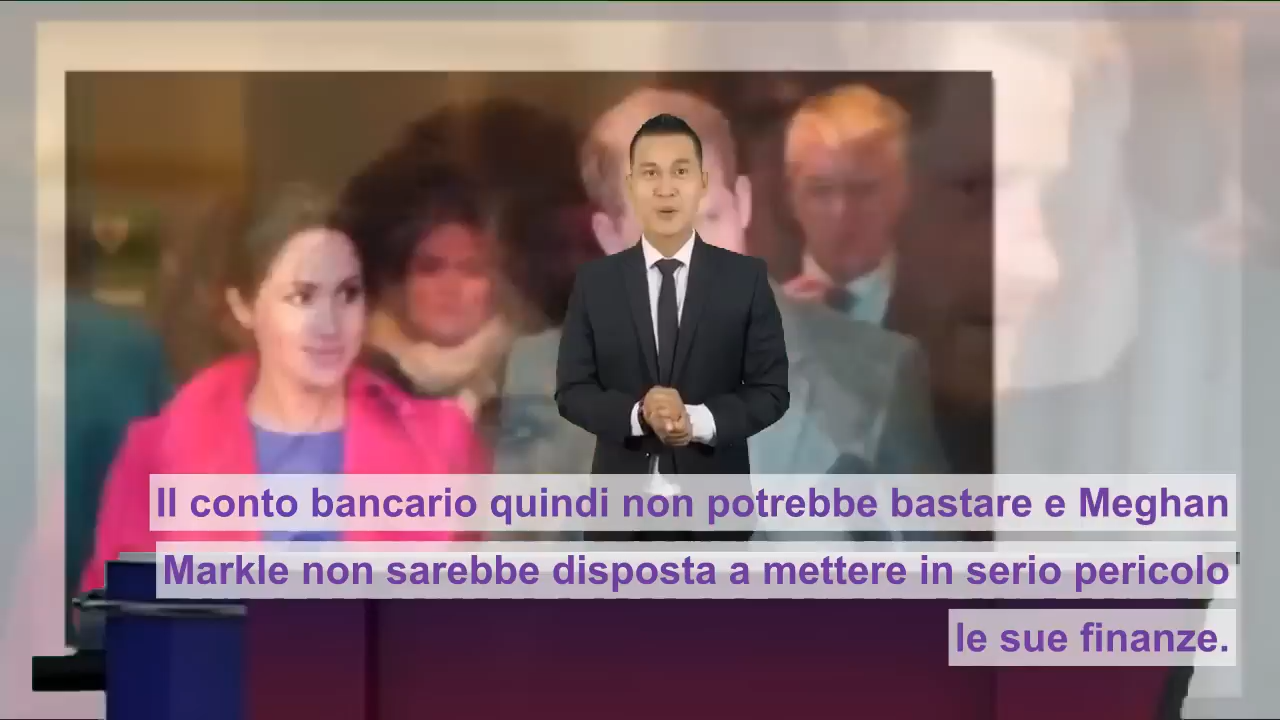 Il conto bancario quindi non potrebbe bastare e Meghan
Markle non sarebbe disposta a mettere in serio pericolo
le sue finanze.